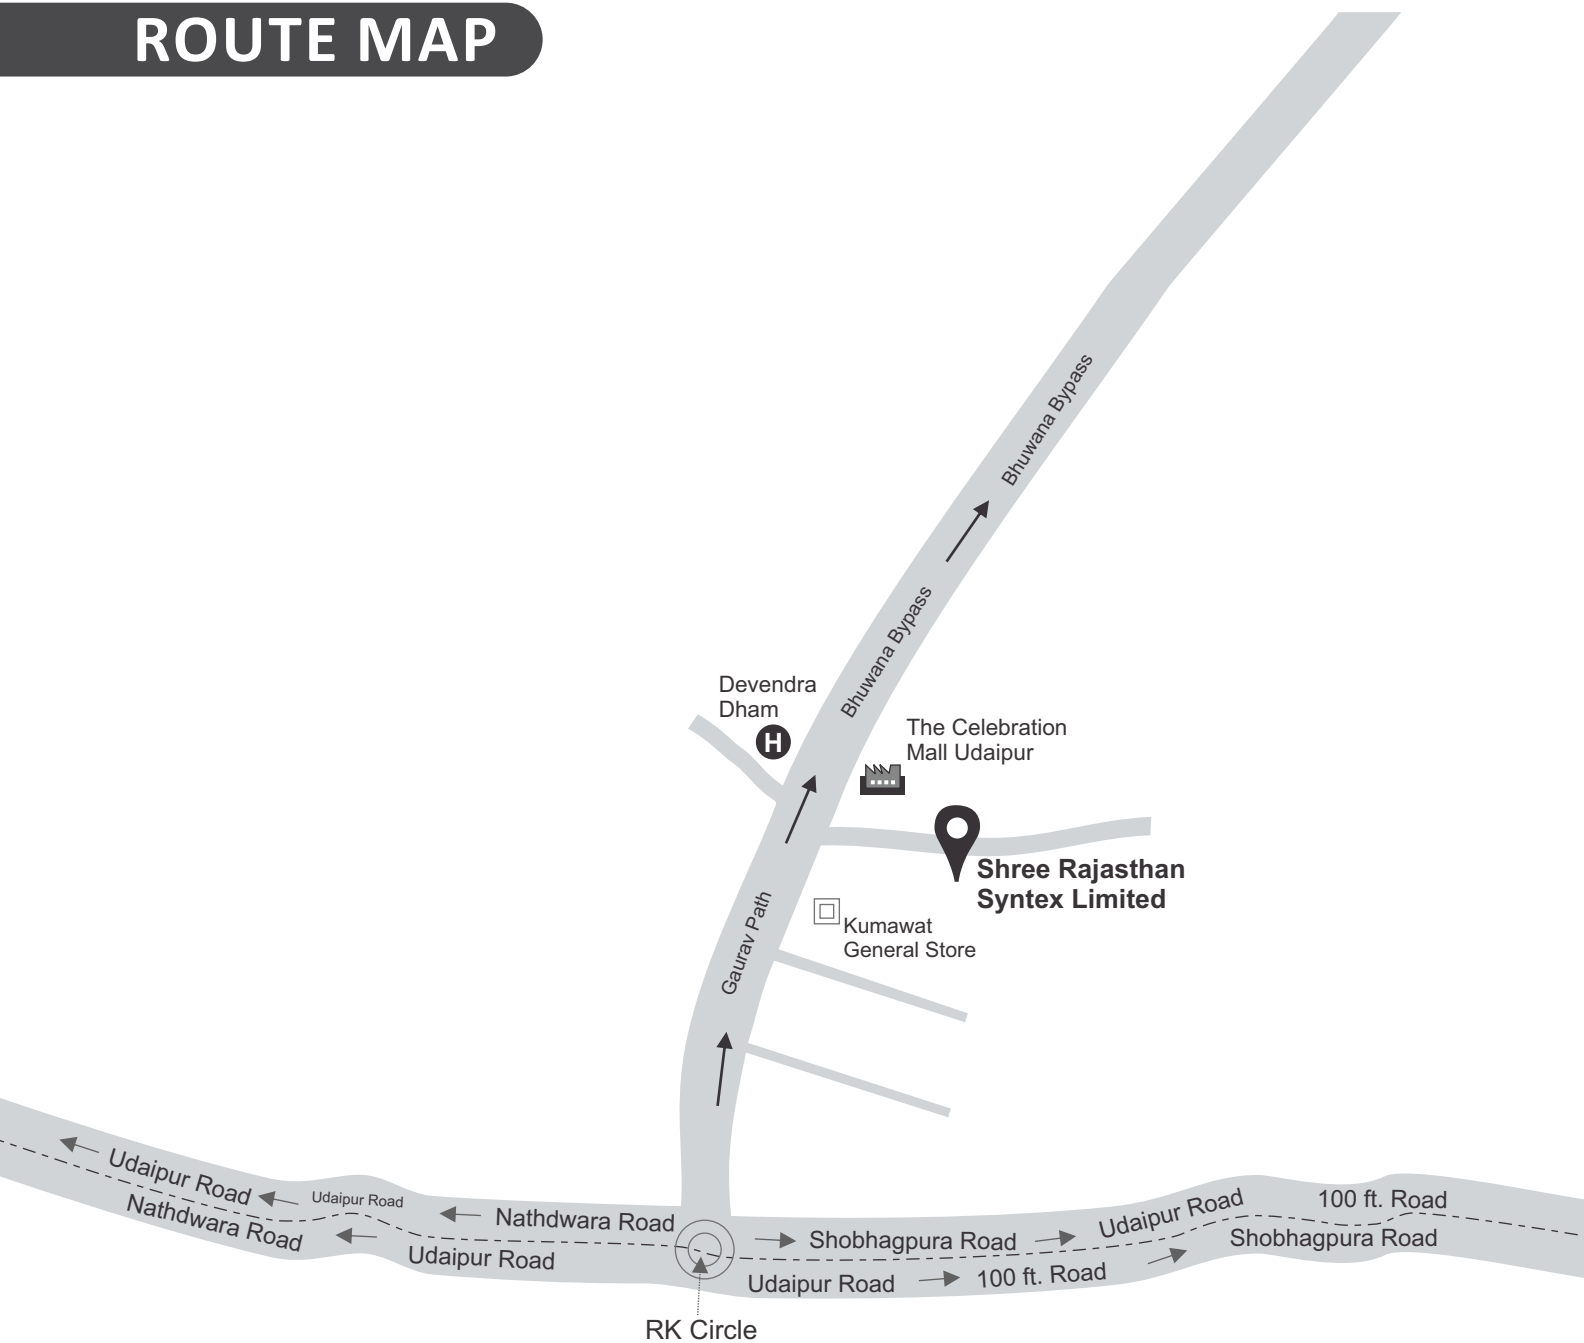 ROUTE MAP
Bhuwana Bypass
Bhuwana Bypass
Devendra
Dham
H
The Celebration
Mall Udaipur
Shree Rajasthan
Syntex Limited
Gaurav Path
Kumawat
General Store
Udaipur Road
Udaipur Road
Nathdwara Road
Nathdwara Road
Udaipur Road
Shobhagpura Road
Udaipur Road
100 ft. Road
Shobhagpura Road
Udaipur Road
100 ft. Road
RK Circle